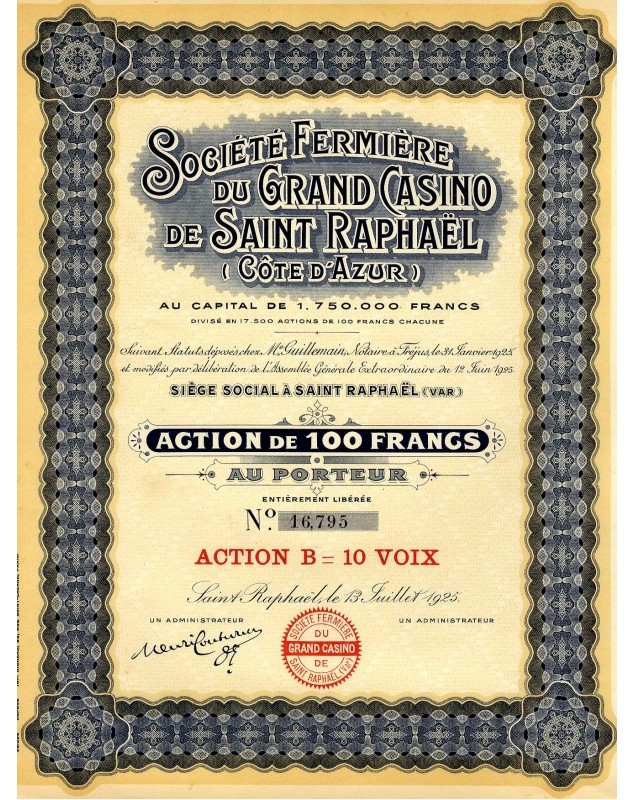 SOCIÉTÉ FERMIÈRE
DU GRAND CASINO
DE SAINT RAPHAËL
(CÔTE D'AZUR)
AU CAPITAL DE 1.750.000 FRANCS
DIVISÉ EN 17.500 ACTIONS DE 100 FRANCS CHACUNE
Suivant Statuts déposés chez Me Guillemain, Notaire à Fréjus, le 31 Janvier 1925
et modifiés par délibération de l'Assemblée Générale Extraordinaire du 12 Juin 1925
SIÈGE SOCIAL À SAINT RAPHAËL (VAR)
ACTION DE 100 FRANCS
AU PORTEUR
ENTIÈREMENT LIBÉRÉE
No. 16,795
ACTION B = 10 VOIX
Saint Raphaël, le 13 Juillet 1925.
UN ADMINISTRATEUR
UN ADMINISTRATEUR
SOCIÉTÉ FERMIÈRE
DU
GRAND CASINO
DE
SAINT RAPHAËL (Var)